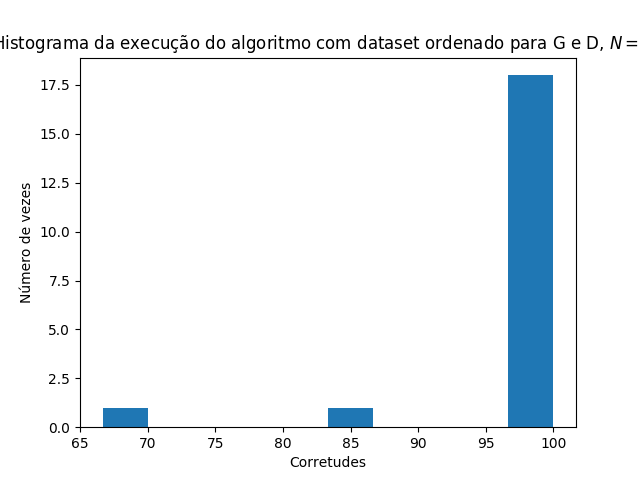 Histograma da execução do algoritmo com dataset ordenado para G e D, N =
17.5
15.0
12.5
10.0
7.5
5.0
2.5
0.0
Número de vezes
65 70 75 80 85 90 95 100
Corretudes